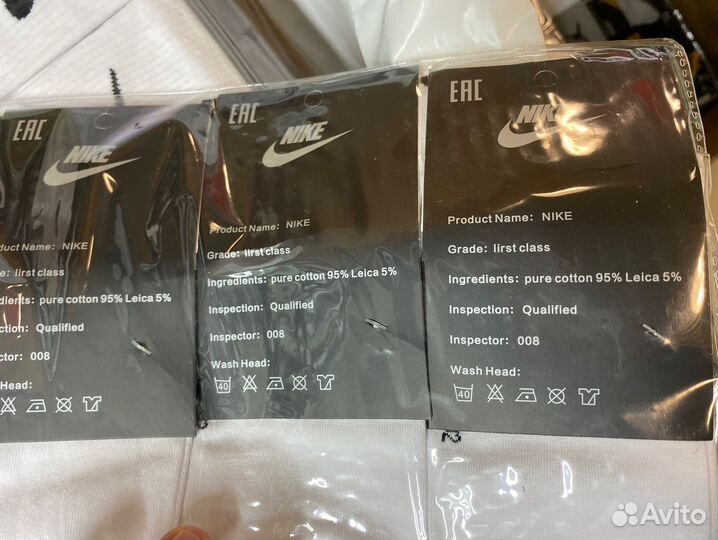 EAC
NIKE
Product Name: NIKE
Grade: lirst class
Ingredients: pure cotton 95% Leica 5%
Inspection: Qualified
Inspector: 008
Wash Head:
40
EAC
NIKE
Product Name: NIKE
Grade: lirst class
Ingredients: pure cotton 95% Leica 5%
Inspection: Qualified
Inspector: 008
Wash Head:
40
EAC
NIKE
Product Name: NIKE
lirst class
edients: pure cotton 95% Leica 5%
ction: Qualified
ector: 008
Head:
Avito